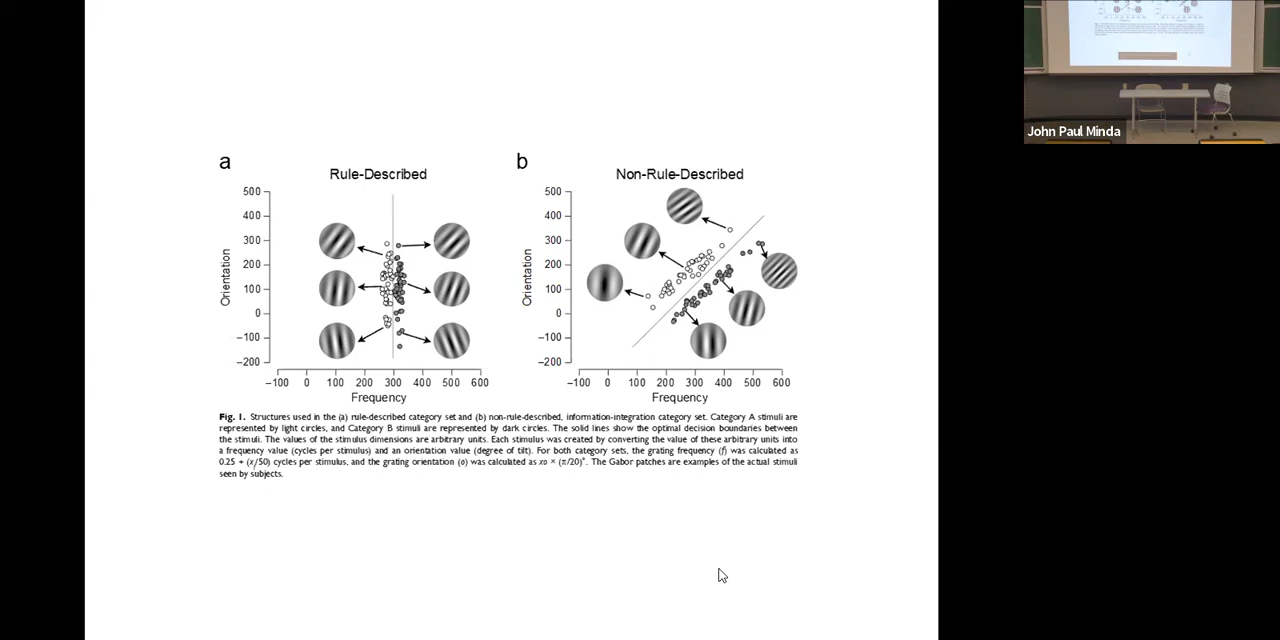 John Paul Minda
a
Rule-Described
500
400
300
200
100
0
−100
−200
Orientation
−100 0 100 200 300 400 500 600
Frequency
b
Non-Rule-Described
500
400
300
200
100
0
−100
−200
Orientation
−100 0 100 200 300 400 500 600
Frequency
Fig. 1. Structures used in the (a) rule-described category set and (b) non-rule-described, information-integration category set. Category A stimuli are
represented by light circles, and Category B stimuli are represented by dark circles. The solid lines show the optimal decision boundaries between
the stimuli. The values of the stimulus dimensions are arbitrary units. Each stimulus was created by converting the value of these arbitrary units into
a frequency value (cycles per stimulus) and an orientation value (degree of tilt). For both category sets, the grating frequency (f) was calculated as
0.25 + (x/50) cycles per stimulus, and the grating orientation (o) was calculated as xo × (π/20)°. The Gabor patches are examples of the actual stimuli
seen by subjects.